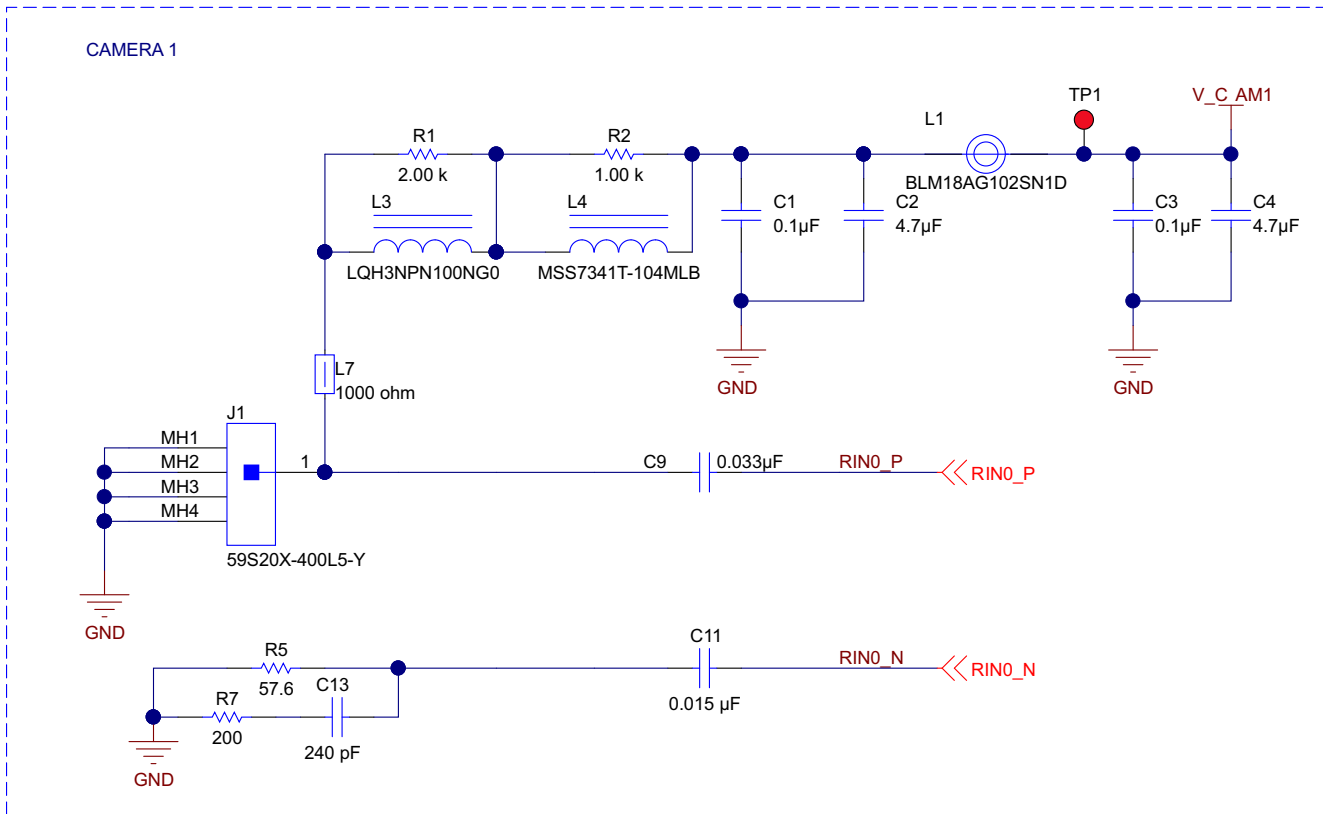 CAMERA 1
TP1
V_C AM1
L1
R1
R2
2.00 k
1.00 k
BLM18AG102SN1D
L3
L4
C1
0.1µF
C2
4.7µF
C3
0.1µF
C4
4.7µF
LQH3NPN100NG0
MSS7341T-104MLB
L7
1000 ohm
GND
GND
J1
MH1
MH2
MH3
MH4
1
C9
0.033µF
RIN0_P
RIN0_P
59S20X-400L5-Y
GND
R5
57.6
C13
R7
200
240 pF
GND
C11
0.015 µF
RIN0_N
RIN0_N